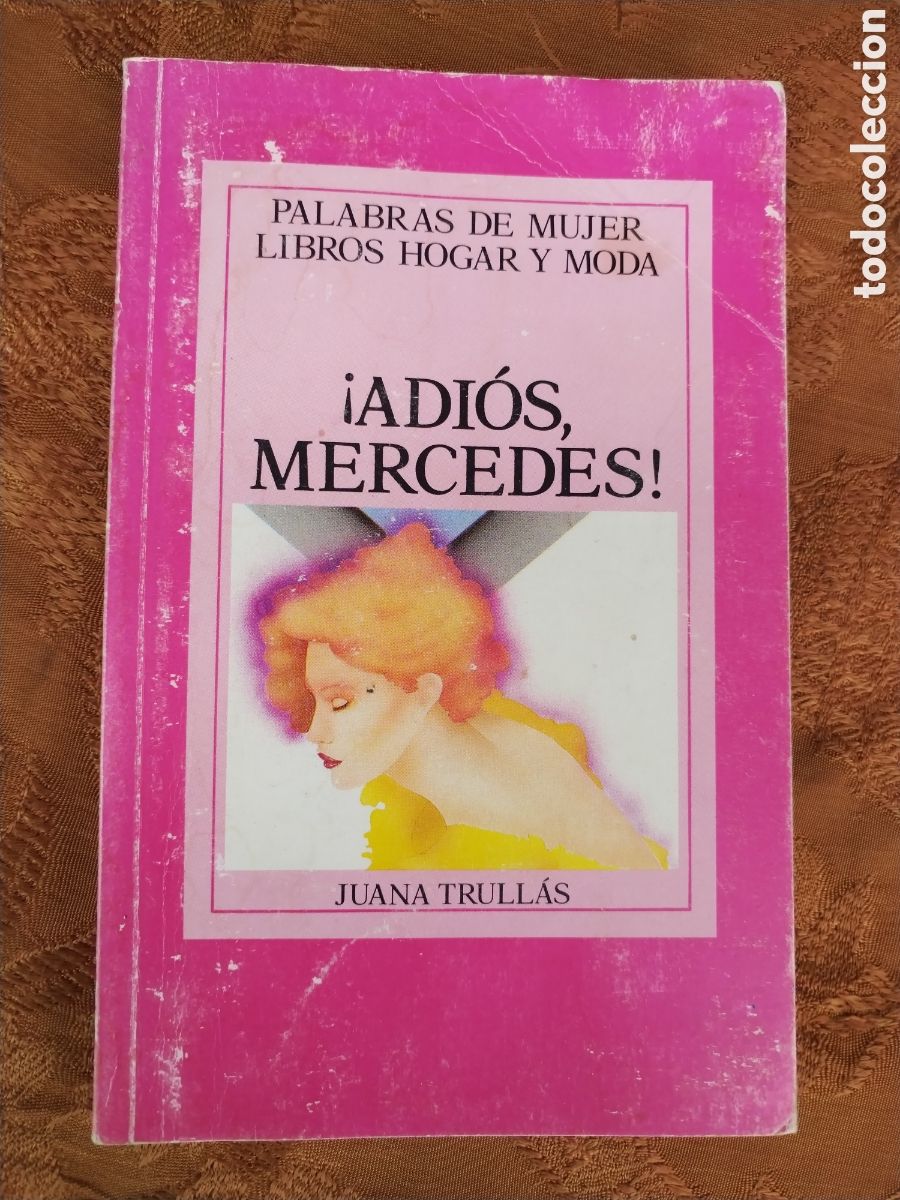 PALABRAS DE MUJER
LIBROS HOGAR Y MODA
¡ADIÓS,
MERCEDES!
JUANA TRULLÁS
todocoleccion